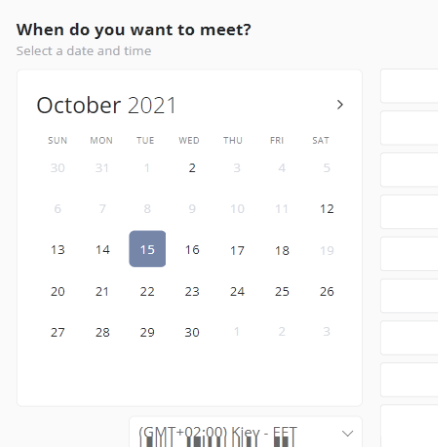 When do you want to meet?
Select a date and time
October 2021
SUN MON TUE WED THU FRI SAT
30 31 1 2 3 4 5
6 7 8 9 10 11 12
13 14 15 16 17 18 19
20 21 22 23 24 25 26
27 28 29 30 1 2 3
(GMT+02:00) Kiev - EET